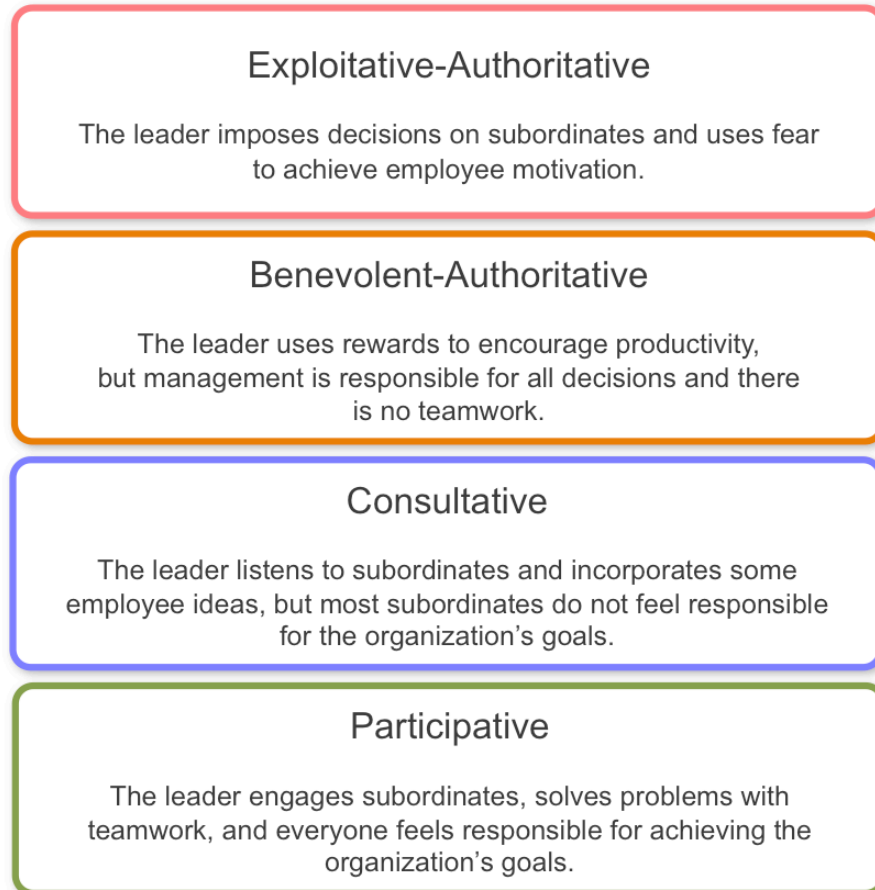 Exploitative-Authoritative
The leader imposes decisions on subordinates and uses fear
to achieve employee motivation.
Benevolent-Authoritative
The leader uses rewards to encourage productivity,
but management is responsible for all decisions and there
is no teamwork.
Consultative
The leader listens to subordinates and incorporates some
employee ideas, but most subordinates do not feel responsible
for the organization’s goals.
Participative
The leader engages subordinates, solves problems with
teamwork, and everyone feels responsible for achieving the
organization’s goals.